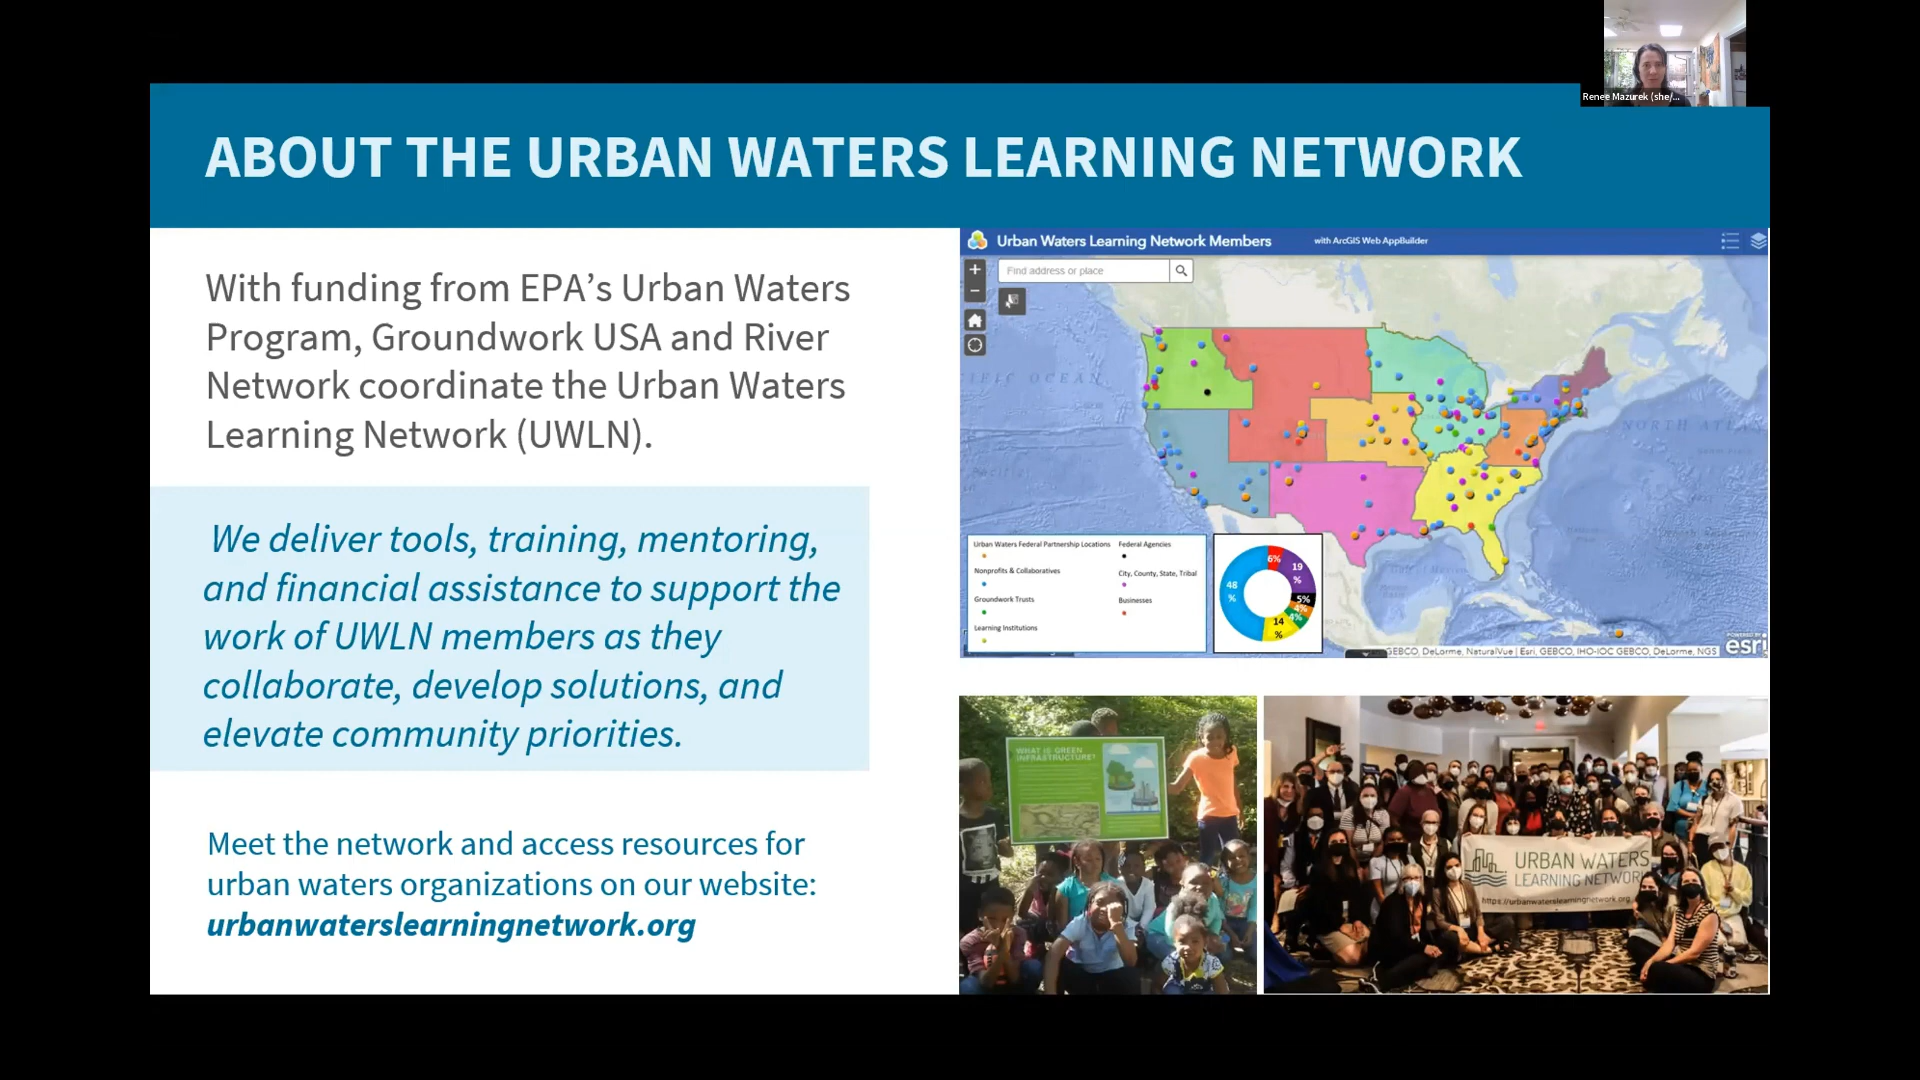 Renee Mazurek (she/...
ABOUT THE URBAN WATERS LEARNING NETWORK
With funding from EPA’s Urban Waters
Program, Groundwork USA and River
Network coordinate the Urban Waters
Learning Network (UWLN).
We deliver tools, training, mentoring,
and financial assistance to support the
work of UWLN members as they
collaborate, develop solutions, and
elevate community priorities.
Meet the network and access resources for
urban waters organizations on our website:
urbanwaterslearningnetwork.org
Urban Waters Learning Network Members
with ArcGIS Web AppBuilder
+
Find address or place
−
NORTH
Urban Waters Federal Partnership Locations
Nonprofits & Collaboratives
Groundwork Trusts
Learning Institutions
Federal Agencies
City, County, State, Tribal
Businesses
6%
19
%
48
%
5%
4%
4%
14
%
POWERED BY
esri
GEBCO, DeLorme, NaturalVue | Esri, GEBCO, IHO-IOC GEBCO, DeLorme, NGS
WHAT IS GREEN
INFRASTRUCTURE?
URBAN WATERS
LEARNING NETWORK
https://urbanwaterslearningnetwork.org